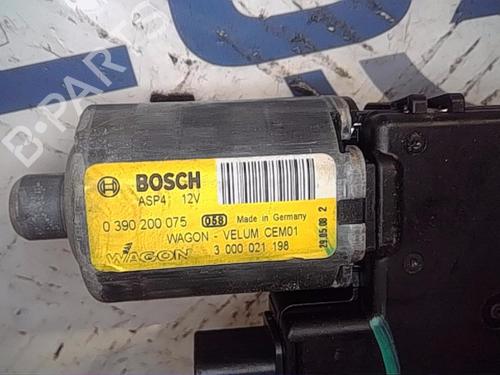 BOSCH
ASP4 12V
0 390 200 075 058 Made in Germany
WAGON - VELUM CEM01
WAGON 3 000 021 198
29.05.08 2
B-PARTS